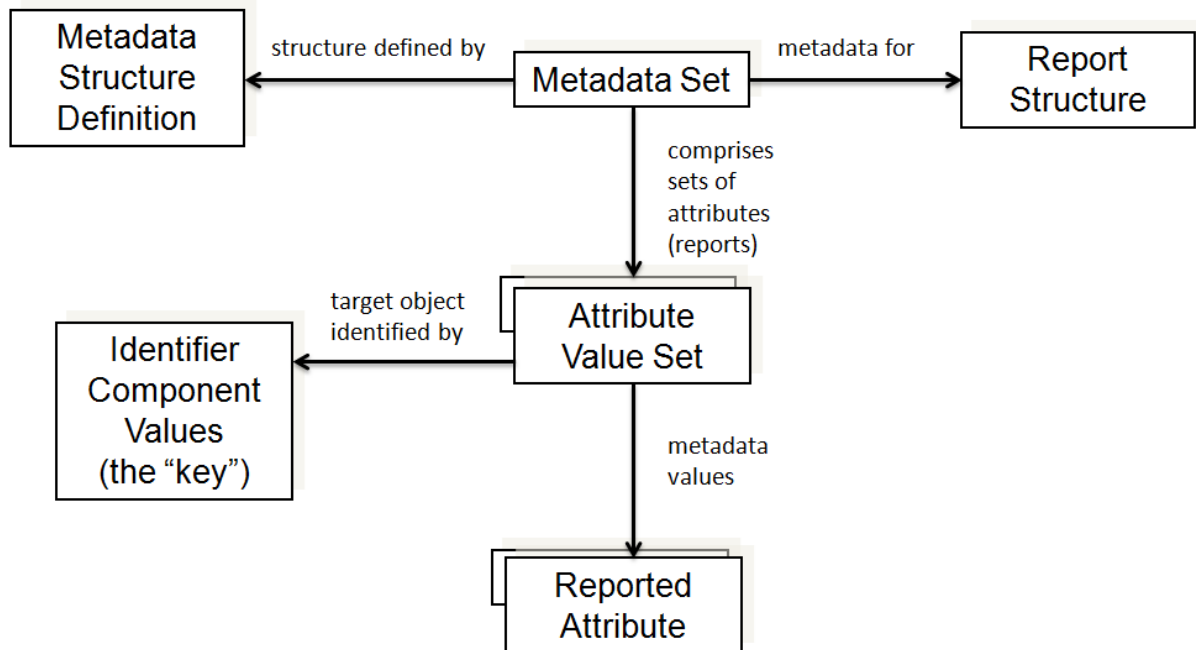 Metadata
Structure
Definition
structure defined by
Metadata Set
metadata for
Report
Structure
comprises
sets of
attributes
(reports)
target object
identified by
Attribute
Value Set
Identifier
Component
Values
(the “key”)
metadata
values
Reported
Attribute